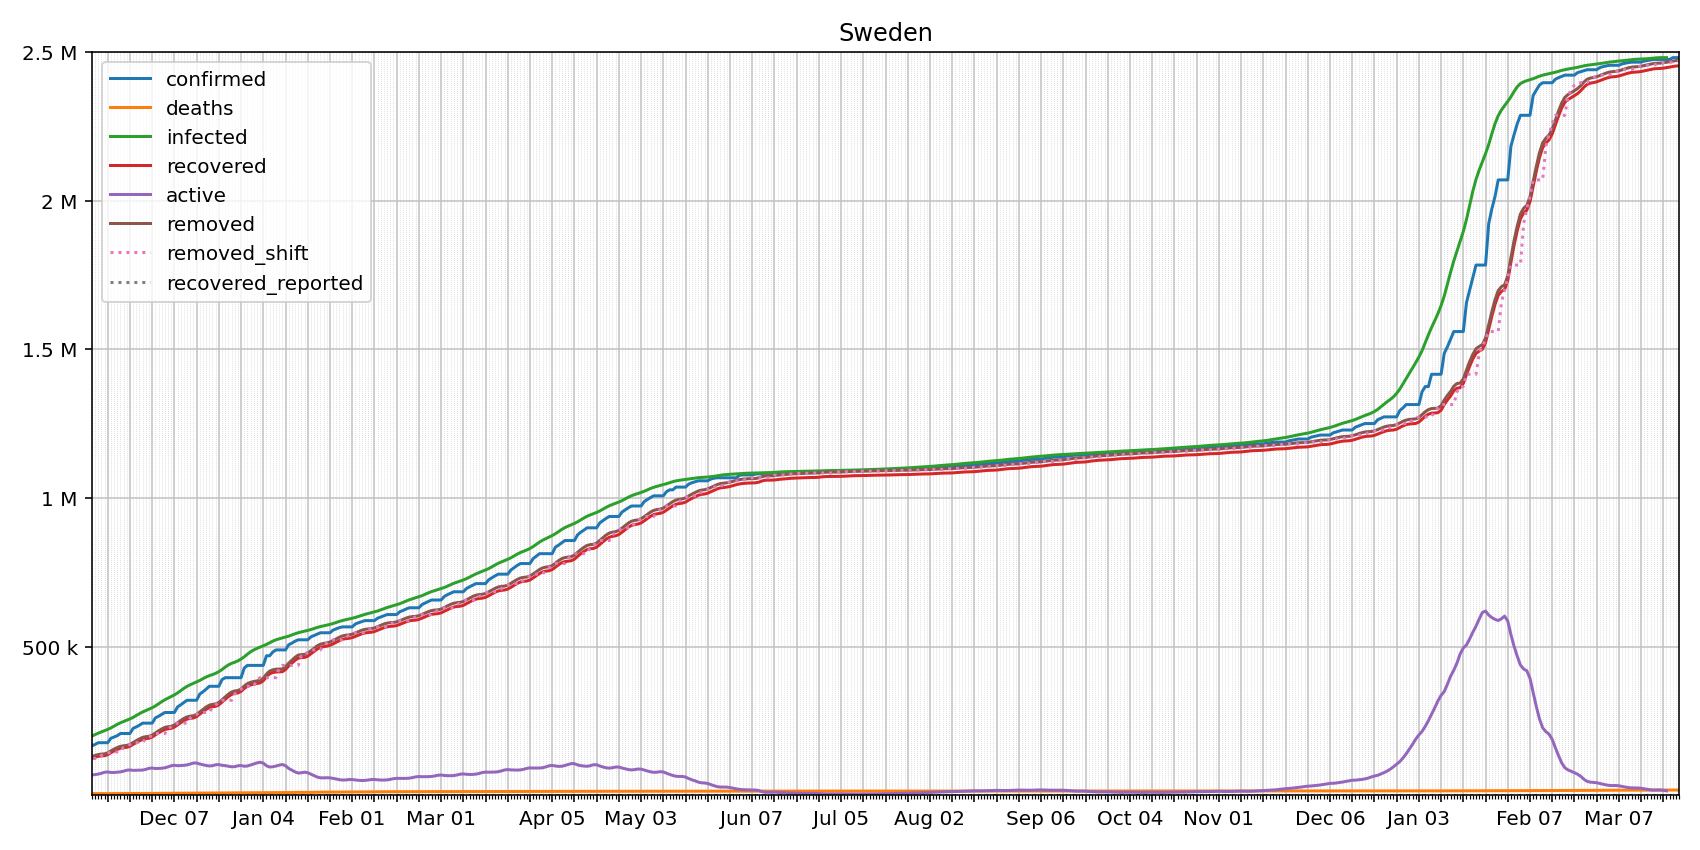 Sweden
2.5 M
2 M
1.5 M
1 M
500 k
confirmed
deaths
infected
recovered
active
removed
removed_shift
recovered_reported
Dec 07 Jan 04 Feb 01 Mar 01 Apr 05 May 03 Jun 07 Jul 05 Aug 02 Sep 06 Oct 04 Nov 01 Dec 06 Jan 03 Feb 07 Mar 07